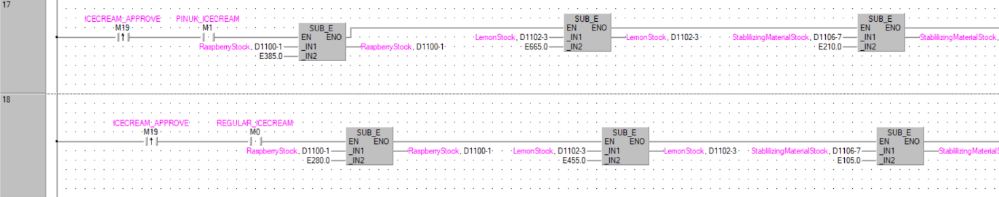 17
ICECREAM_APPROVE PINUK_ICECREAM
M19 M1
SUB_E SUB_E SUB_E
EN ENO EN ENO EN ENO
LemonStock, D1102-3 _IN1 LemonStock, D1102-3 StablilizingMaterialStock, D1106-7 _IN1 StablilizingMaterialStock,
RaspberryStock, D1100-1 _IN1 RaspberryStock, D1100-1 E665.0 _IN2 E210.0 _IN2
E385.0 _IN2
18
ICECREAM_APPROVE REGULAR_ICECREAM
M19 M0
SUB_E SUB_E SUB_E
EN ENO EN ENO EN ENO
RaspberryStock, D1100-1 _IN1 RaspberryStock, D1100-1 LemonStock, D1102-3 _IN1 LemonStock, D1102-3 StablilizingMaterialStock, D1106-7 _IN1
E280.0 _IN2 E455.0 _IN2 E105.0 _IN2